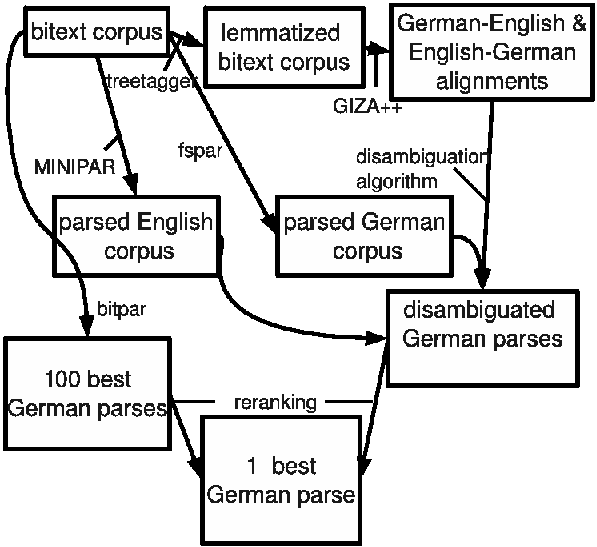 bitext corpus
lemmatized
bitext corpus
German-English &
English-German
alignments
treetagger
GIZA++
MINIPAR
fspar
disambiguation
algorithm
parsed English
corpus
parsed German
corpus
bitpar
disambiguated
German parses
100 best
German parses
reranking
1 best
German parse